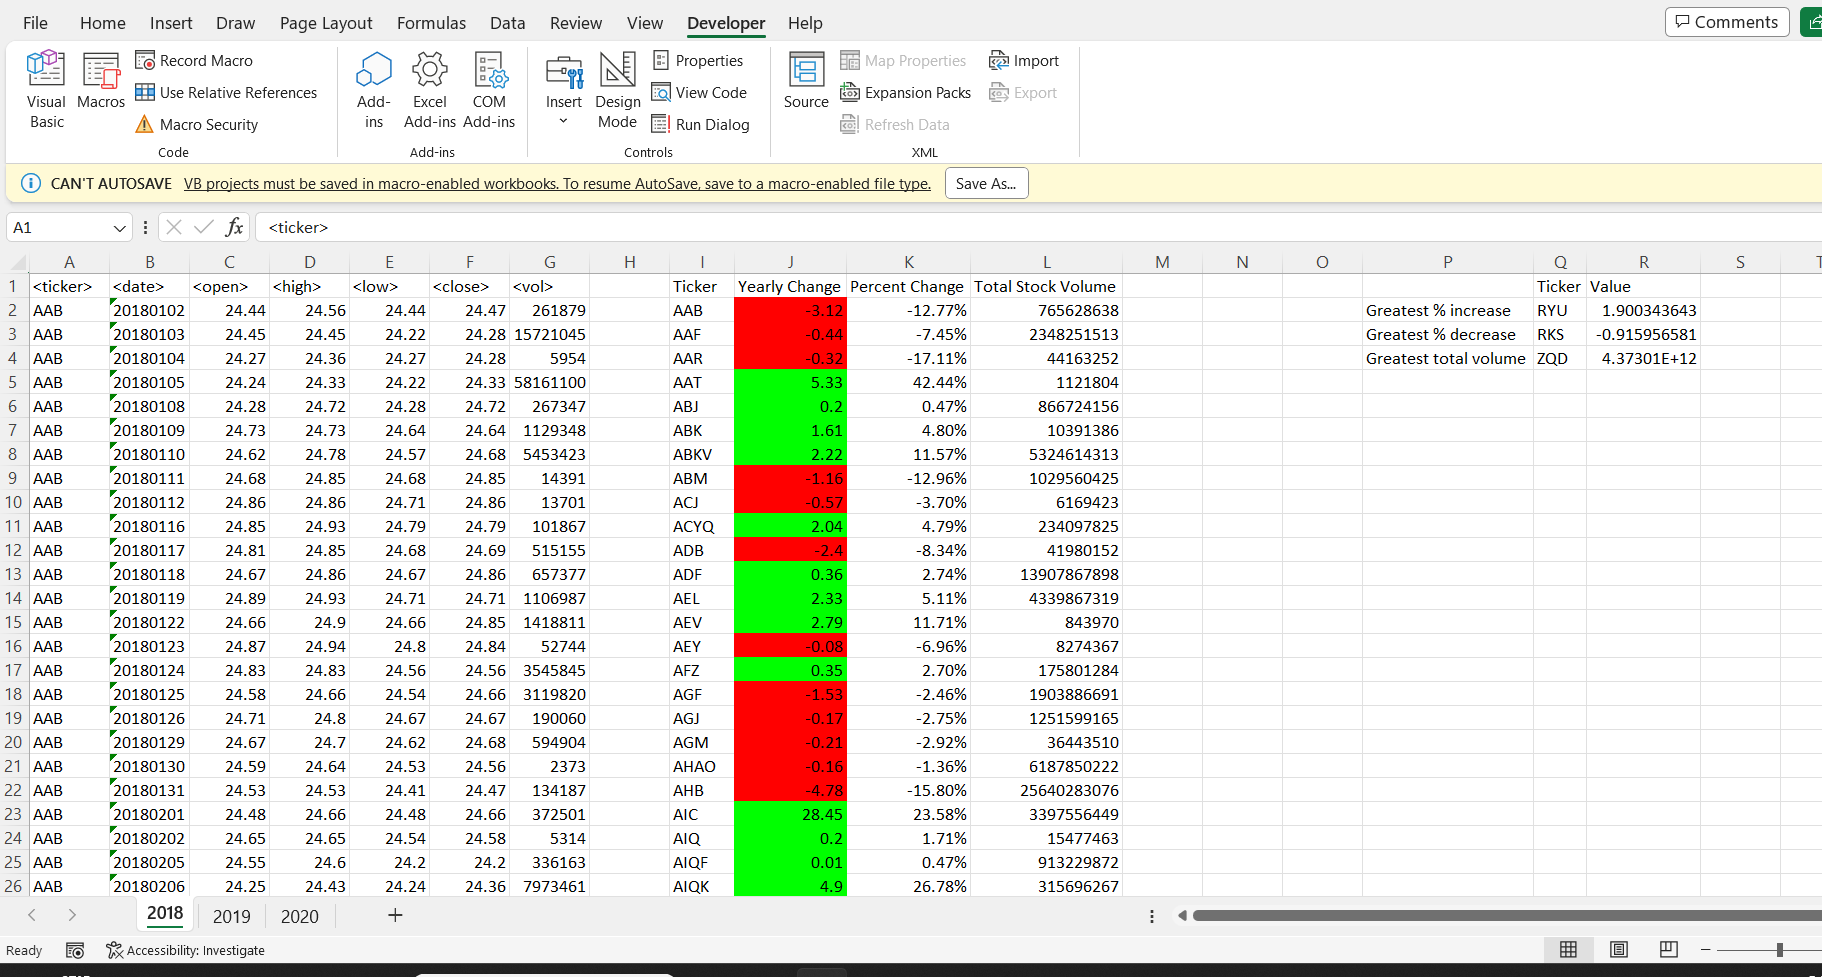 File Home Insert Draw Page Layout Formulas Data Review View Developer Help Comments
Visual Basic
Macros
Record Macro
Use Relative References
Macro Security
Code
Add-ins
Excel Add-ins
COM Add-ins
Add-ins
Insert
Design Mode
Properties
View Code
Run Dialog
Controls
Source
Map Properties
Expansion Packs
Refresh Data
Import
Export
XML
CAN'T AUTOSAVE VB projects must be saved in macro-enabled workbooks. To resume AutoSave, save to a macro-enabled file type. Save As...
A1 fx <ticker>
A B C D E F G H I J K L M N O P Q R S T
1 <ticker> <date> <open> <high> <low> <close> <vol> Ticker Yearly Change Percent Change Total Stock Volume Ticker Value
2 AAB 20180102 24.44 24.56 24.44 24.47 261879 AAB -3.12 -12.77% 765628638 Greatest % increase RYU 1.900343643
3 AAB 20180103 24.45 24.45 24.22 24.28 15721045 AAF -0.44 -7.45% 2348251513 Greatest % decrease RKS -0.915956581
4 AAB 20180104 24.27 24.36 24.27 24.28 5954 AAR -0.32 -17.11% 44163252 Greatest total volume ZQD 4.37301E+12
5 AAB 20180105 24.24 24.33 24.22 24.33 58161100 AAT 5.33 42.44% 1121804
6 AAB 20180108 24.28 24.72 24.28 24.72 267347 ABJ 0.2 0.47% 866724156
7 AAB 20180109 24.73 24.73 24.64 24.64 1129348 ABK 1.61 4.80% 10391386
8 AAB 20180110 24.62 24.78 24.57 24.68 5453423 ABKV 2.22 11.57% 5324614313
9 AAB 20180111 24.68 24.85 24.68 24.85 14391 ABM -1.16 -12.96% 1029560425
10 AAB 20180112 24.86 24.86 24.71 24.86 13701 ACJ -0.57 -3.70% 6169423
11 AAB 20180116 24.85 24.93 24.79 24.79 101867 ACYQ 2.04 4.79% 234097825
12 AAB 20180117 24.81 24.85 24.68 24.69 515155 ADB -2.4 -8.34% 41980152
13 AAB 20180118 24.67 24.86 24.67 24.86 657377 ADF 0.36 2.74% 13907867898
14 AAB 20180119 24.89 24.93 24.71 24.71 1106987 AEL 2.33 5.11% 4339867319
15 AAB 20180122 24.66 24.9 24.66 24.85 1418811 AEV 2.79 11.71% 843970
16 AAB 20180123 24.87 24.94 24.8 24.84 52744 AEY -0.08 -6.96% 8274367
17 AAB 20180124 24.83 24.83 24.56 24.56 3545845 AFZ 0.35 2.70% 175801284
18 AAB 20180125 24.58 24.66 24.54 24.66 3119820 AGF -1.53 -2.46% 1903886691
19 AAB 20180126 24.71 24.8 24.67 24.67 190060 AGJ -0.17 -2.75% 1251599165
20 AAB 20180129 24.67 24.7 24.62 24.68 594904 AGM -0.21 -2.92% 36443510
21 AAB 20180130 24.59 24.64 24.53 24.56 2373 AHAO -0.16 -1.36% 6187850222
22 AAB 20180131 24.53 24.53 24.41 24.47 134187 AHB -4.78 -15.80% 25640283076
23 AAB 20180201 24.48 24.66 24.48 24.66 372501 AIC 28.45 23.58% 3397556449
24 AAB 20180202 24.65 24.65 24.54 24.58 5314 AIQ 0.2 1.71% 15477463
25 AAB 20180205 24.55 24.6 24.2 24.2 336163 AIQF 0.01 0.47% 913229872
26 AAB 20180206 24.25 24.43 24.24 24.36 7973461 AIQK 4.9 26.78% 315696267
2018 2019 2020 +
Ready Accessibility: Investigate